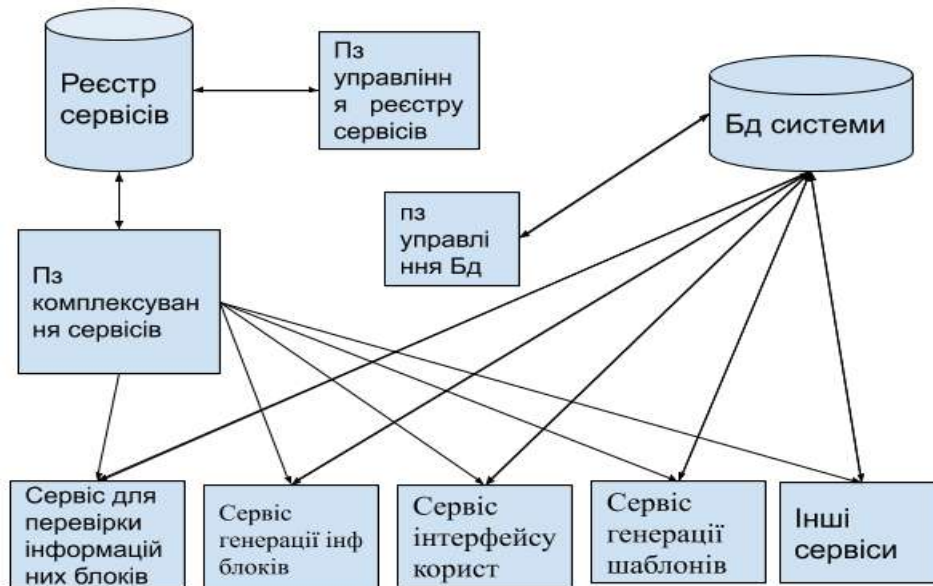 Реєстр
сервісів
Пз
управлінн
я реєстру
сервісів
Бд системи
пз
управлі
ння Бд
Пз
комплексуван
ня сервісів
Сервіс для
перевірки
інформацій
них блоків
Сервіс
генерації інф
блоків
Сервіс
інтерфейсу
корист
Сервіс
генерації
шаблонів
Інші
сервіси